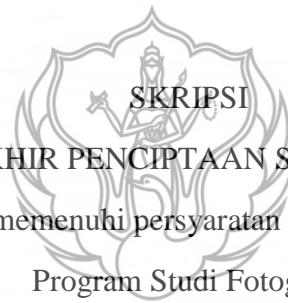 SKRIPSI
KHIR PENCIPTAAN S
memenuhi persyaratan
Program Studi Fotog